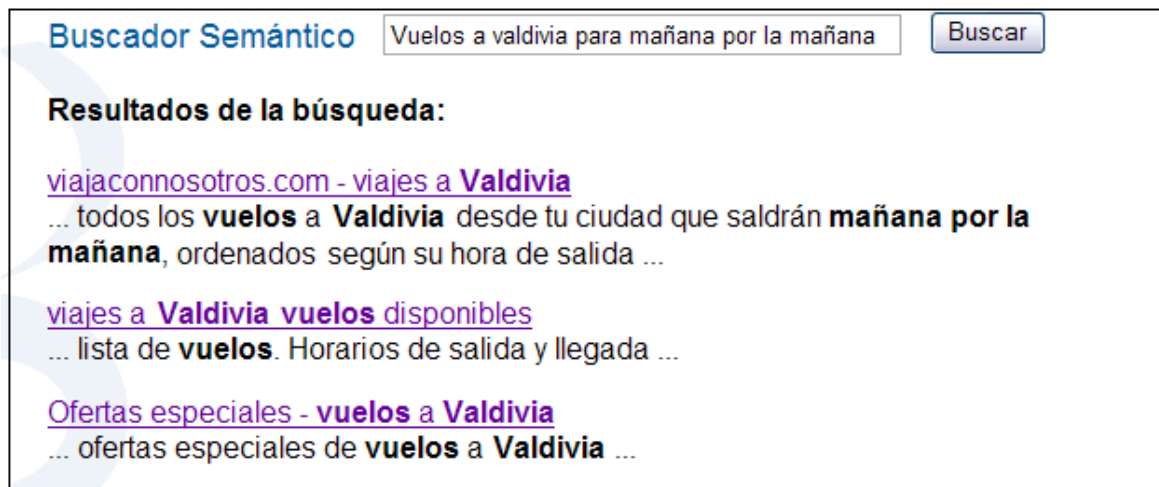 Buscador Semántico Vuelos a valdivia para mañana por la mañana Buscar
Resultados de la búsqueda:
viajaconnosotros.com - viajes a Valdivia
... todos los vuelos a Valdivia desde tu ciudad que saldrán mañana por la
mañana, ordenados según su hora de salida ...
viajes a Valdivia vuelos disponibles
... lista de vuelos. Horarios de salida y llegada ...
Ofertas especiales - vuelos a Valdivia
... ofertas especiales de vuelos a Valdivia ...